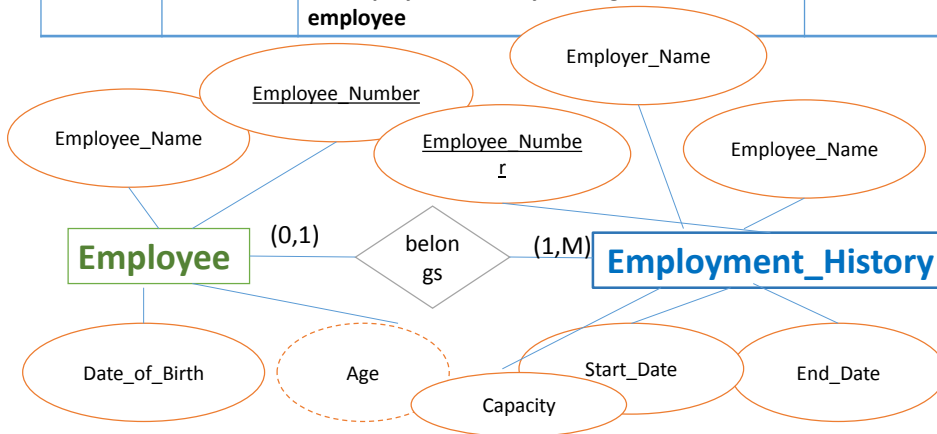 employee
Employer_Name
Employee_Number
Employee_Name
Employee_Numbe
r
Employee_Name
(0,1)
belon
gs
(1,M)
Employee
Employment_History
Date_of_Birth
Age
Start_Date
End_Date
Capacity